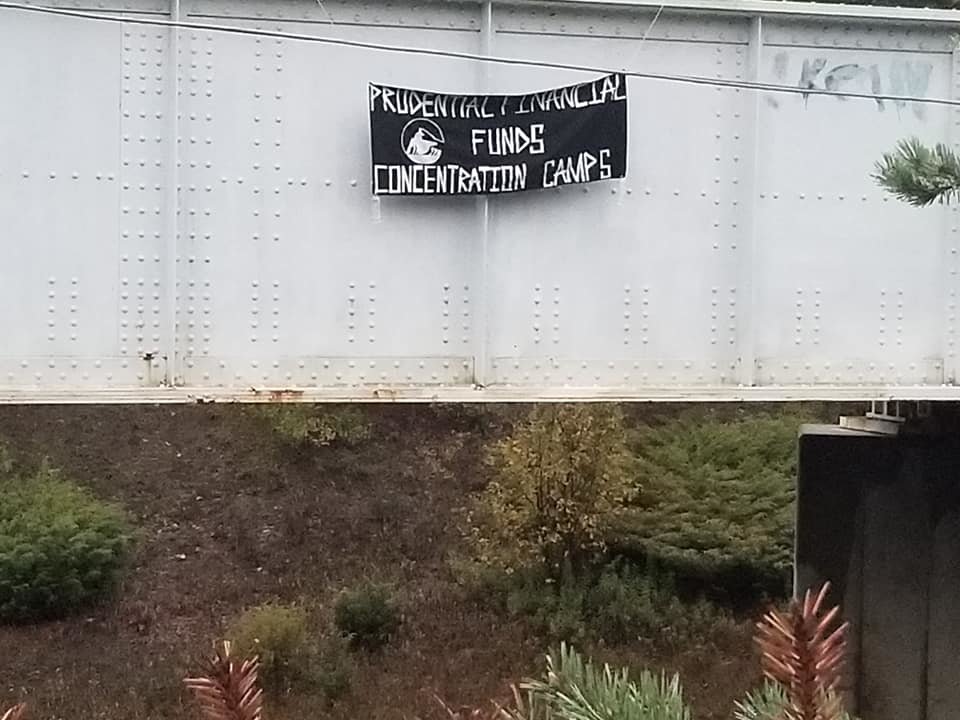 PRUDENTIAL FINANCIAL
FUNDS
CONCENTRATION CAMPS